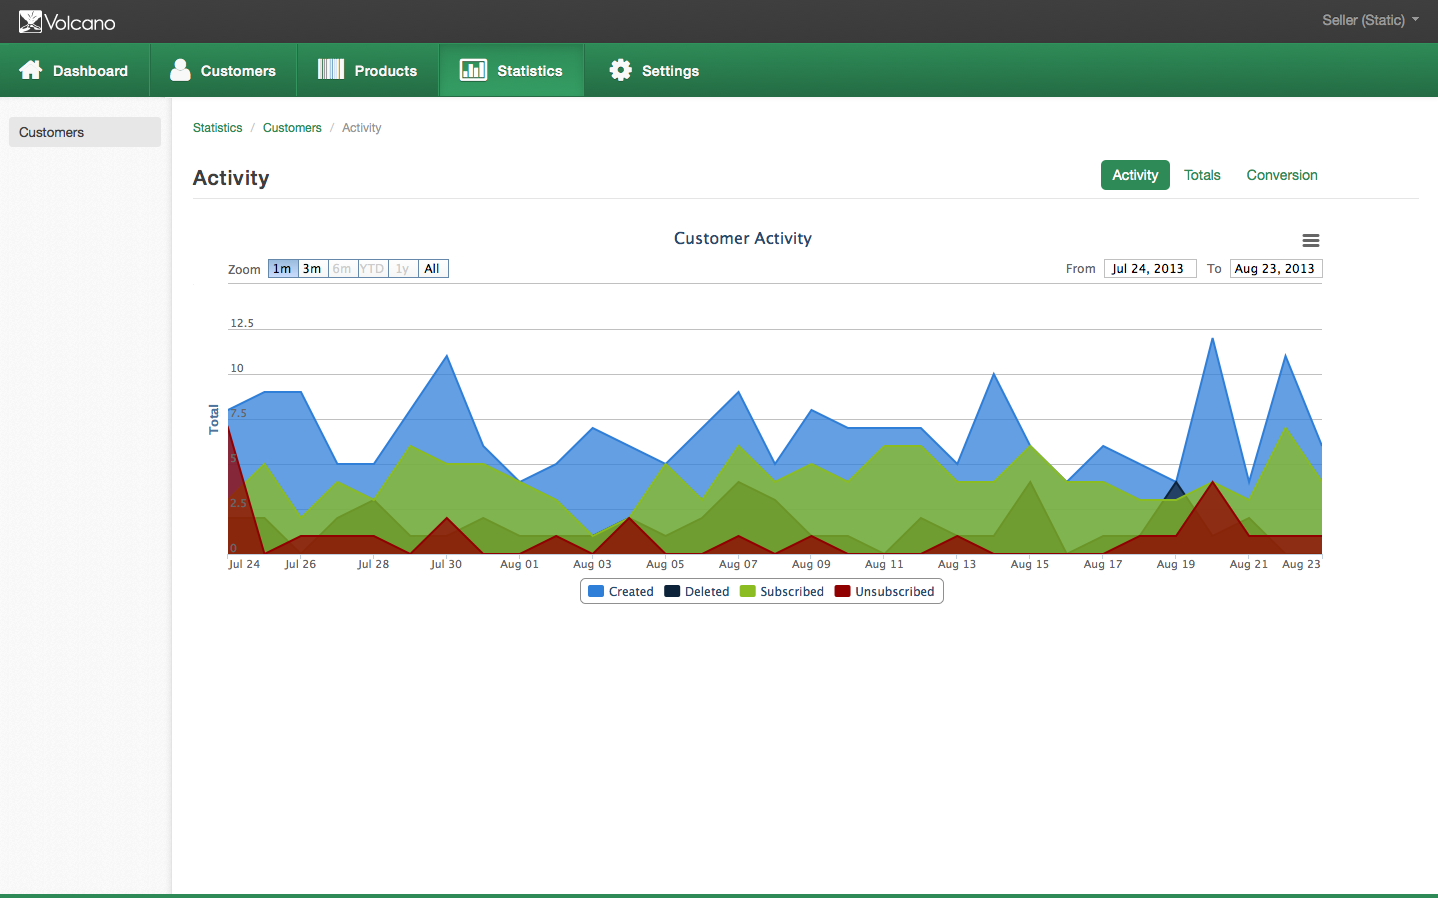 Volcano
Seller (Static)
Dashboard Customers Products Statistics Settings
Customers
Statistics / Customers / Activity
Activity
Activity Totals Conversion
Customer Activity
Zoom 1m 3m 6m YTD 1y All
From Jul 24, 2013 To Aug 23, 2013
12.5
10
7.5
5
2.5
0
Total
Jul 24 Jul 26 Jul 28 Jul 30 Aug 01 Aug 03 Aug 05 Aug 07 Aug 09 Aug 11 Aug 13 Aug 15 Aug 17 Aug 19 Aug 21 Aug 23
Created Deleted Subscribed Unsubscribed